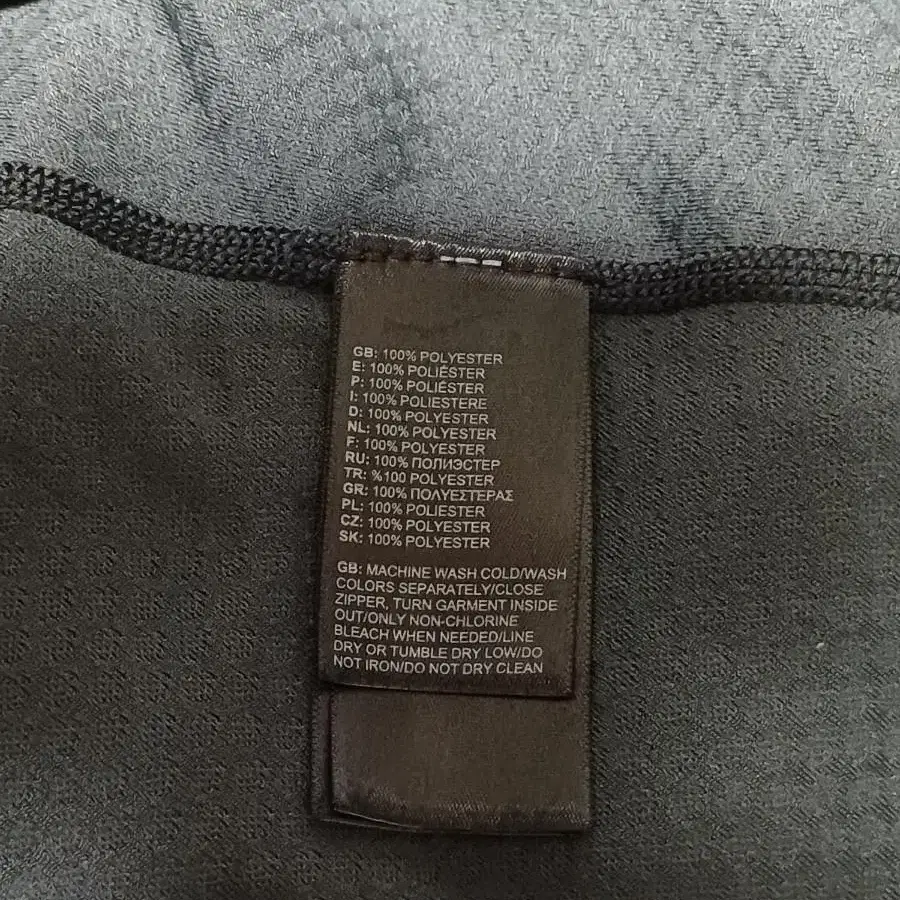 GB: 100% POLYESTER
E: 100% POLIÉSTER
P: 100% POLIÉSTER
I: 100% POLIESTERE
D: 100% POLYESTER
NL: 100% POLYESTER
F: 100% POLYESTER
RU: 100% ПОЛИЭСТЕР
TR: %100 POLYESTER
GR: 100% ΠΟΛΥΕΣΤΕΡΑΣ
PL: 100% POLIESTER
CZ: 100% POLYESTER
SK: 100% POLYESTER
GB: MACHINE WASH COLD/WASH
COLORS SEPARATELY/CLOSE
ZIPPER, TURN GARMENT INSIDE
OUT/ONLY NON-CHLORINE
BLEACH WHEN NEEDED/LINE
DRY OR TUMBLE DRY LOW/DO
NOT IRON/DO NOT DRY CLEAN